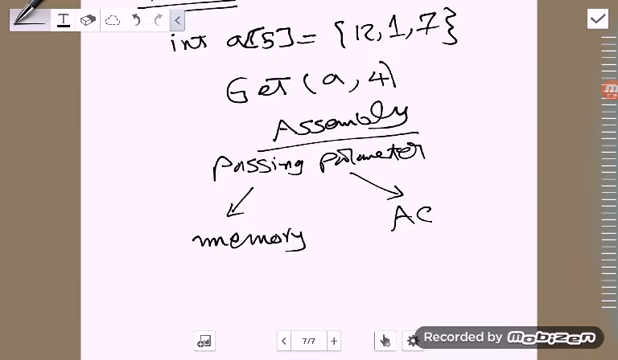 int a[5] = {12,1,7}
Get(a,4)
Assembly
Passing parameter
memory
AC
7/7
Recorded by mobizen